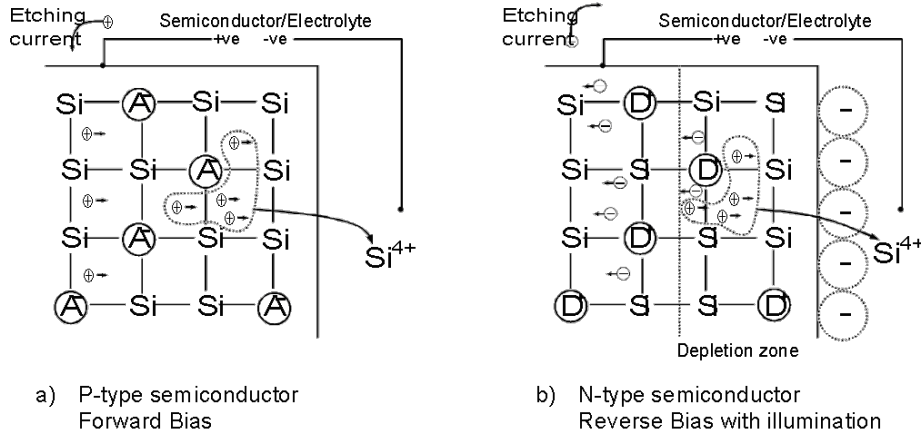 Etching
current
Semiconductor/Electrolyte
+ve -ve
Si A⁻ Si Si
Si Si A⁻ Si
Si A⁻ Si Si
A⁻ Si Si A⁻
Si⁴⁺
a) P-type semiconductor
Forward Bias
Etching
current
Semiconductor/Electrolyte
+ve -ve
Si D⁺ Si Si
Si Si D⁺ Si
Si D⁺ Si Si
D⁺ Si Si D⁺
Si⁴⁺
Depletion zone
b) N-type semiconductor
Reverse Bias with illumination